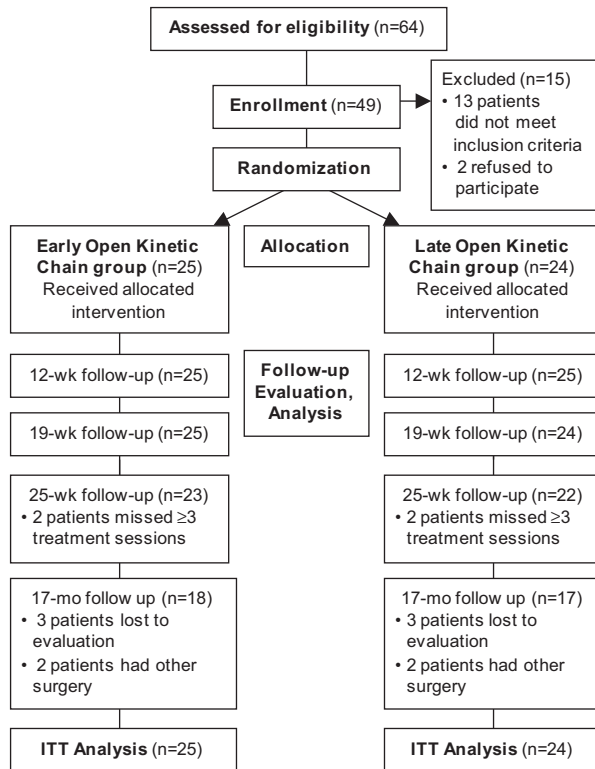 Assessed for eligibility (n=64)
Excluded (n=15)
• 13 patients
did not meet
inclusion criteria
• 2 refused to
participate
Enrollment (n=49)
Randomization
Early Open Kinetic
Chain group (n=25)
Received allocated
intervention
Allocation
Late Open Kinetic
Chain group (n=24)
Received allocated
intervention
12-wk follow-up (n=25)
Follow-up
Evaluation,
Analysis
12-wk follow-up (n=25)
19-wk follow-up (n=25)
19-wk follow-up (n=24)
25-wk follow-up (n=23)
• 2 patients missed ≥3
treatment sessions
25-wk follow-up (n=22)
• 2 patients missed ≥3
treatment sessions
17-mo follow up (n=18)
• 3 patients lost to
evaluation
• 2 patients had other
surgery
17-mo follow up (n=17)
• 3 patients lost to
evaluation
• 2 patients had other
surgery
ITT Analysis (n=25)
ITT Analysis (n=24)